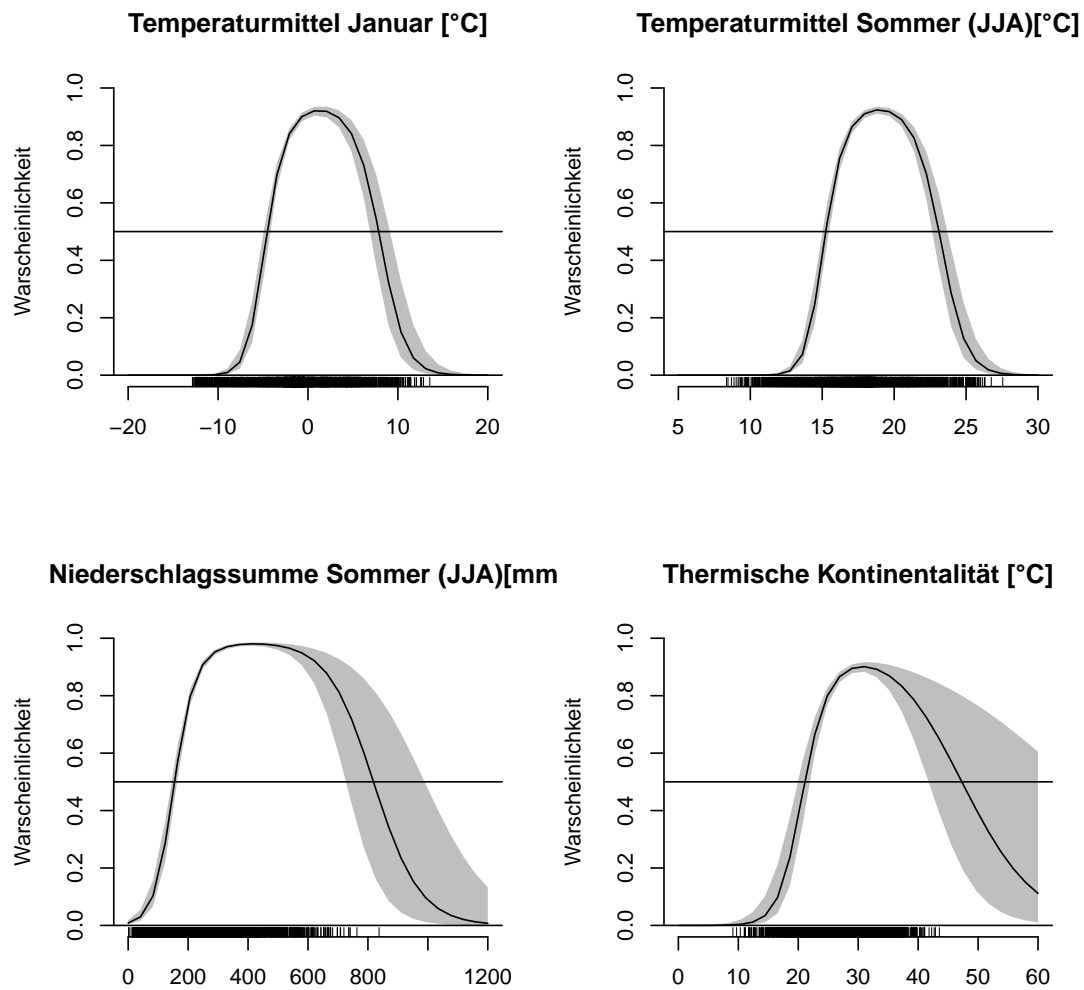 Temperaturmittel Januar [°C]
Warscheinlichkeit
1.0
0.8
0.6
0.4
0.2
0.0
−20 −10 0 10 20
Temperaturmittel Sommer (JJA)[°C]
Warscheinlichkeit
1.0
0.8
0.6
0.4
0.2
0.0
5 10 15 20 25 30
Niederschlagssumme Sommer (JJA)[mm
Warscheinlichkeit
1.0
0.8
0.6
0.4
0.2
0.0
0 200 400 600 800 1200
Thermische Kontinentalität [°C]
Warscheinlichkeit
1.0
0.8
0.6
0.4
0.2
0.0
0 10 20 30 40 50 60